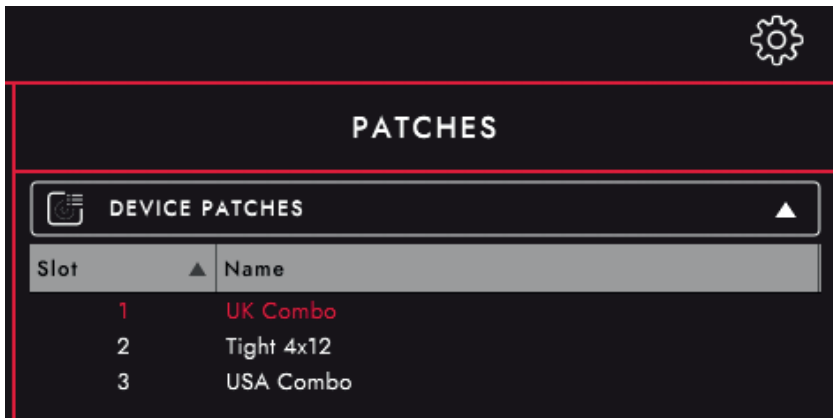 PATCHES
DEVICE PATCHES
Slot Name
1 UK Combo
2 Tight 4x12
3 USA Combo